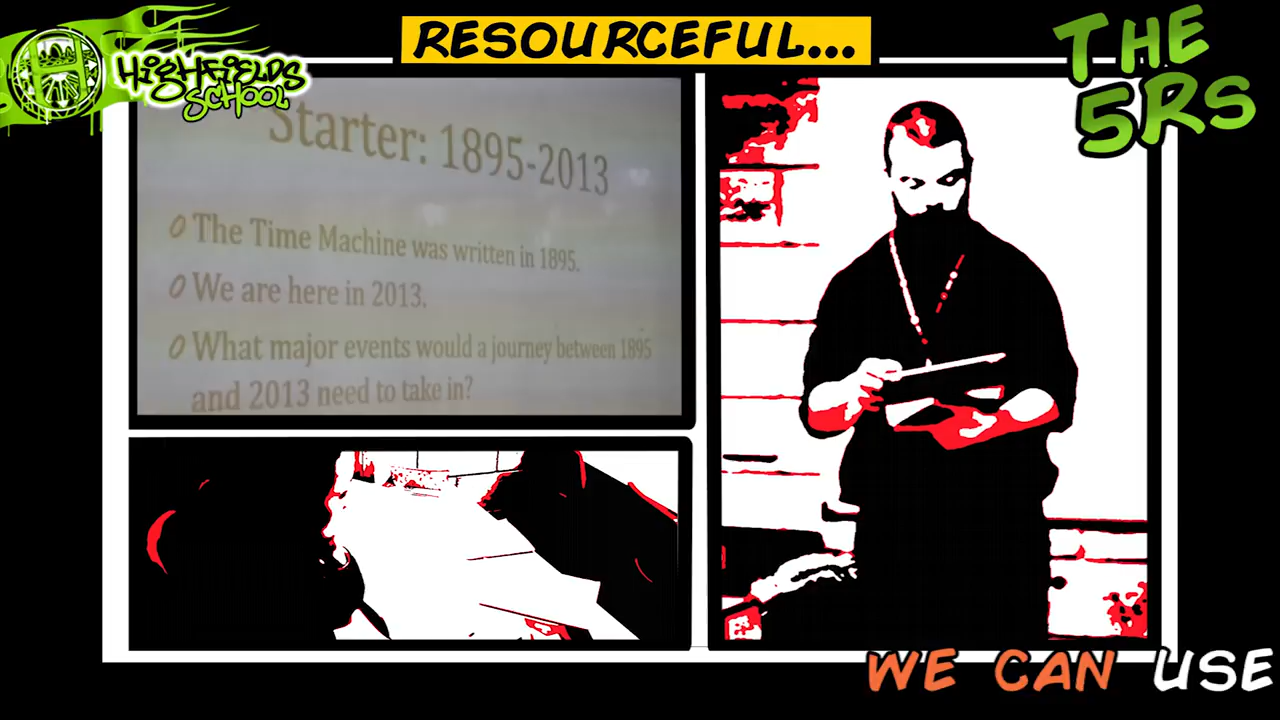 RESOURCEFUL...
THE
5RS
HIGHFIELDS
SCHOOL
Starter: 1895-2013
The Time Machine was written in 1895.
We are here in 2013.
What major events would a journey between 1895
and 2013 need to take in?
WE CAN USE